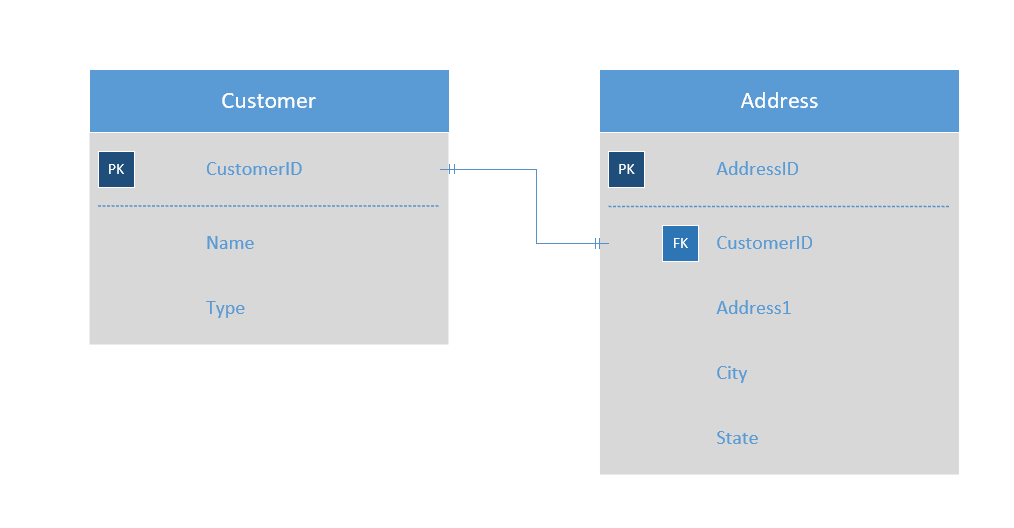 Customer
PK CustomerID
Name
Type
Address
PK AddressID
FK CustomerID
Address1
City
State